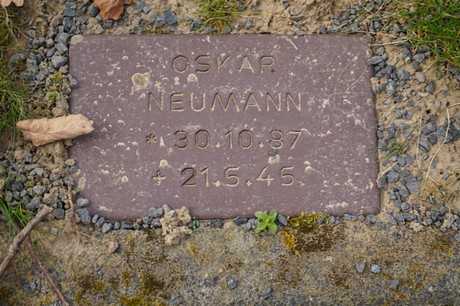 OSKAR
NEUMANN
* 30.10.87
+ 21.5.45